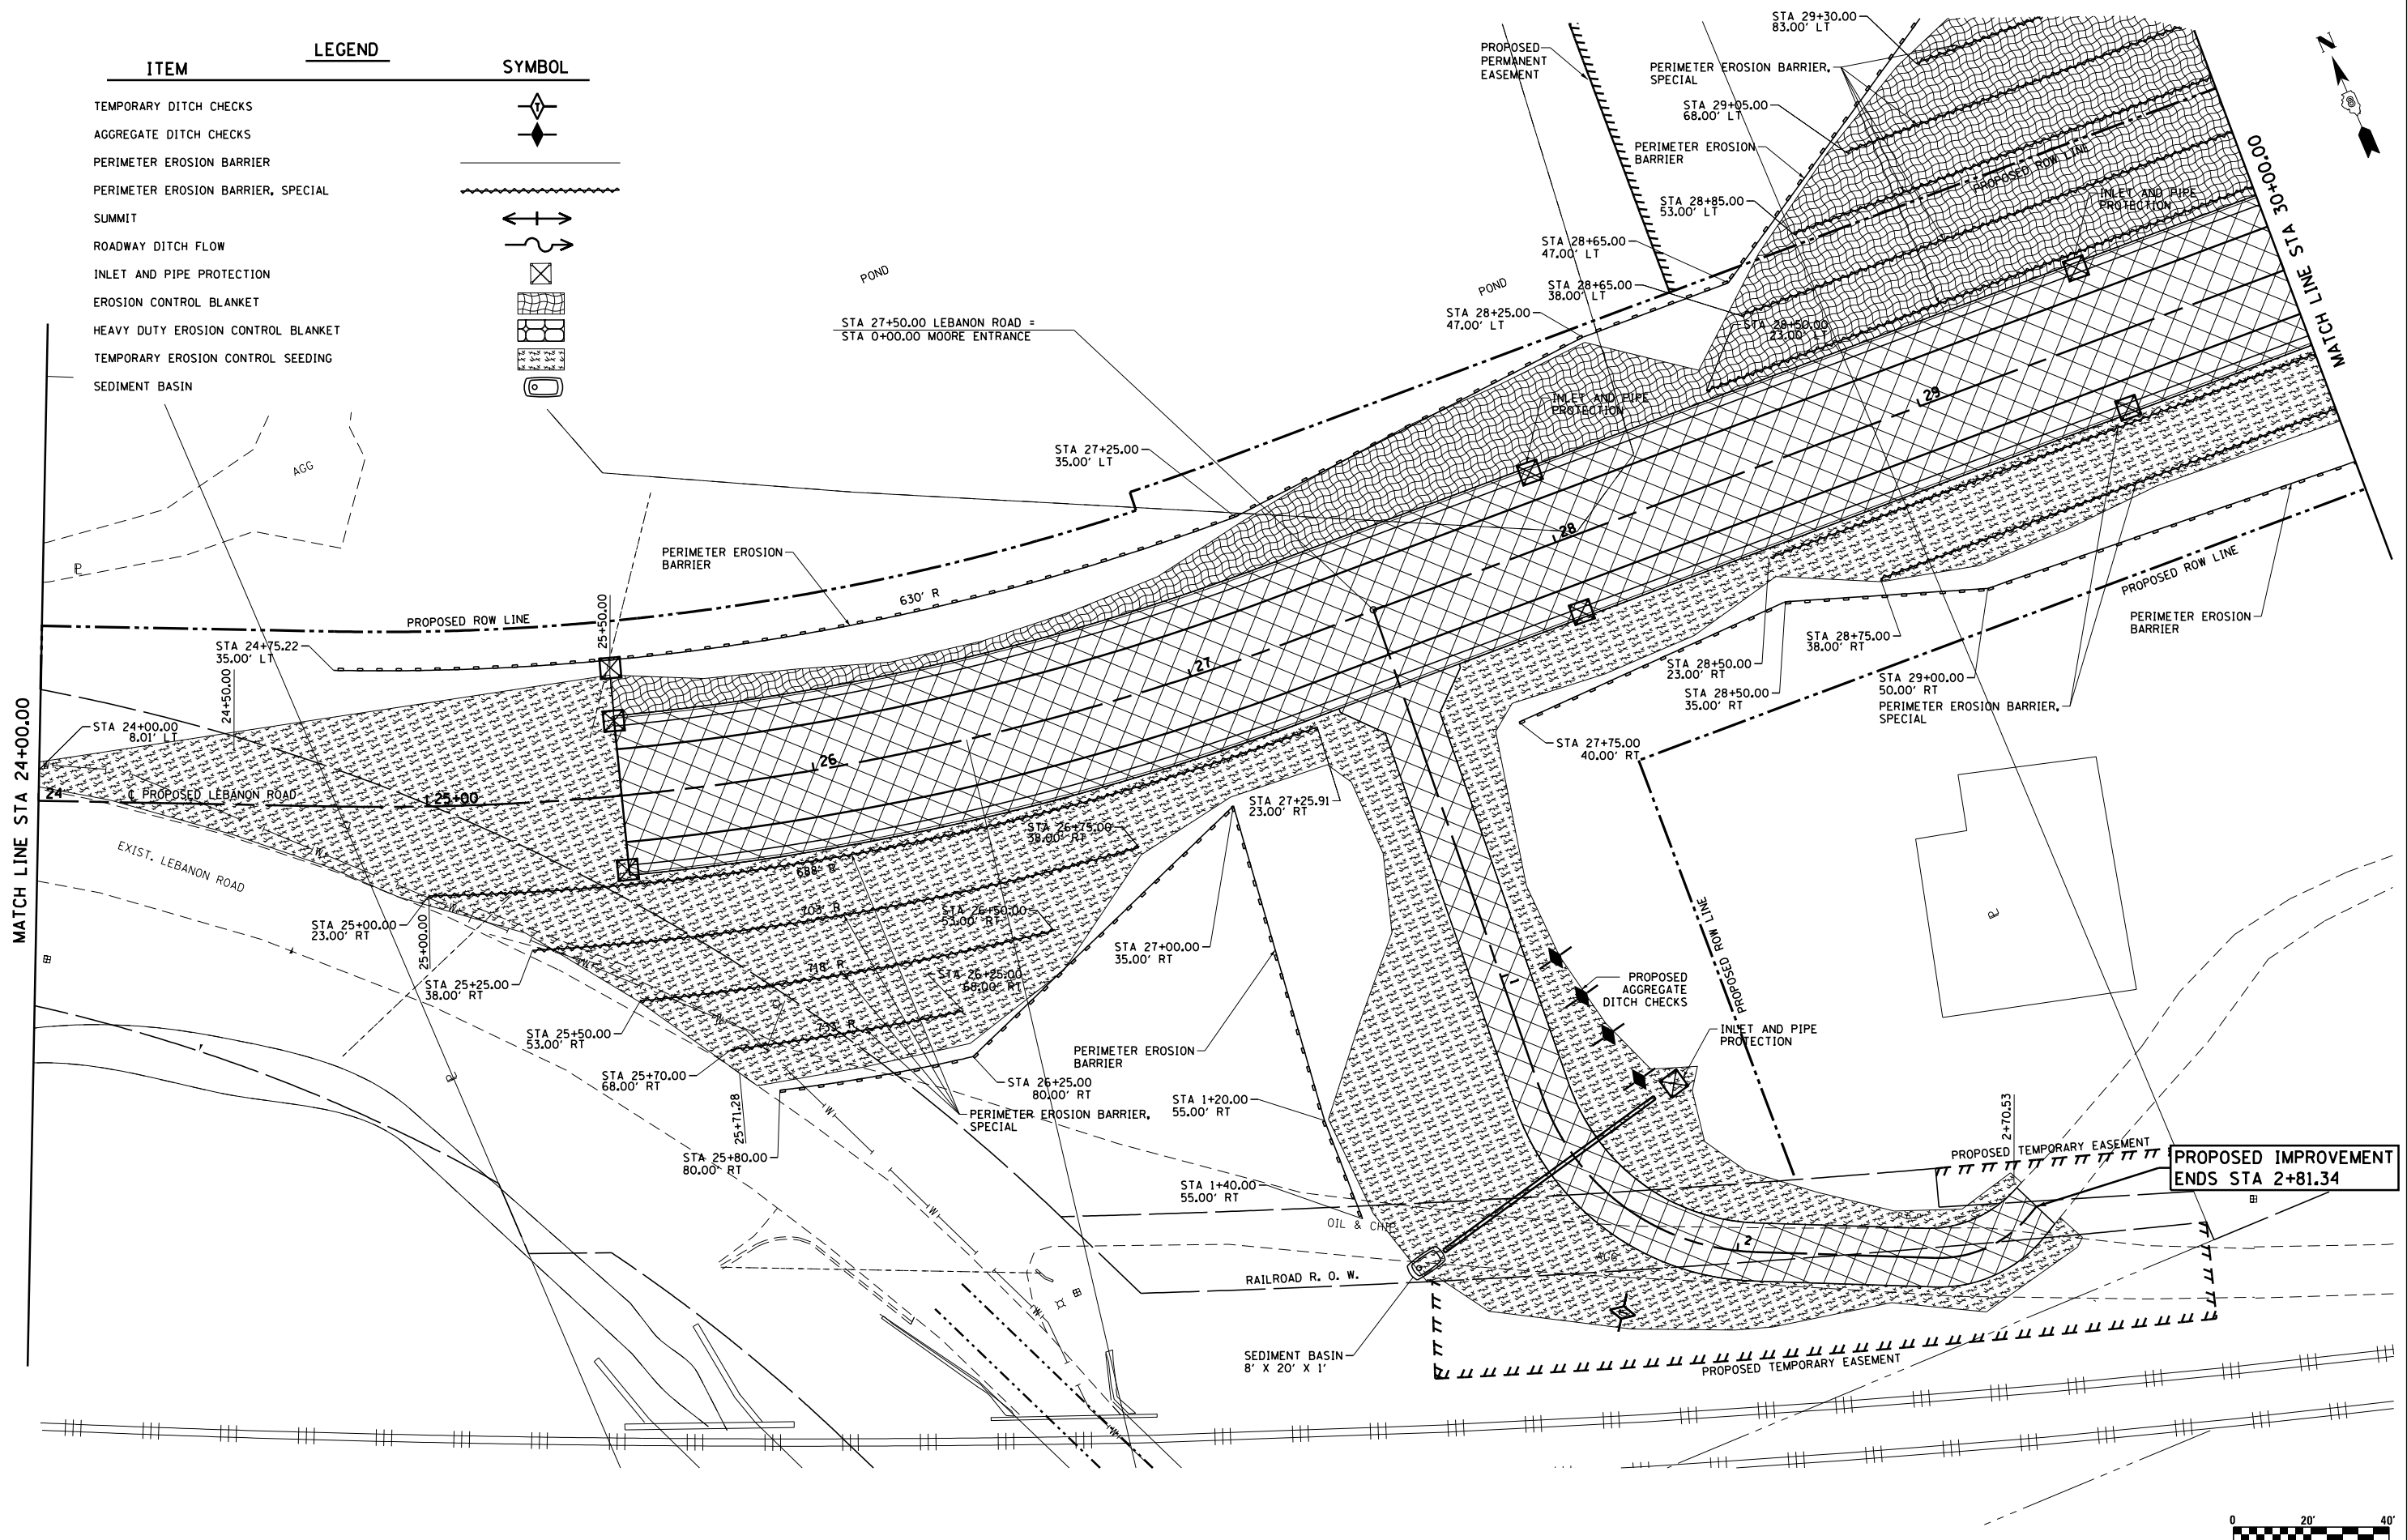 LEGEND
ITEM
SYMBOL
TEMPORARY DITCH CHECKS
T
AGGREGATE DITCH CHECKS
PERIMETER EROSION BARRIER
PERIMETER EROSION BARRIER, SPECIAL
SUMMIT
ROADWAY DITCH FLOW
INLET AND PIPE PROTECTION
EROSION CONTROL BLANKET
HEAVY DUTY EROSION CONTROL BLANKET
TEMPORARY EROSION CONTROL SEEDING
SEDIMENT BASIN
N
STA 29+30.00
83.00' LT
PROPOSED
PERMANENT
EASEMENT
PERIMETER EROSION BARRIER,
SPECIAL
STA 29+05.00
68.00' LT
PERIMETER EROSION
BARRIER
PROPOSED ROW LINE
STA 28+85.00
53.00' LT
INLET AND PIPE
PROTECTION
MATCH LINE STA 30+00.00
STA 28+65.00
47.00' LT
POND
POND
STA 28+65.00
38.00' LT
STA 28+25.00
47.00' LT
STA 28+50.00
23.00' LT
STA 27+50.00 LEBANON ROAD =
STA 0+00.00 MOORE ENTRANCE
INLET AND PIPE
PROTECTION
29
STA 27+25.00
35.00' LT
AGG
28
PERIMETER EROSION
BARRIER
630' R
PROPOSED ROW LINE
25+50.00
PROPOSED ROW LINE
PERIMETER EROSION
BARRIER
STA 24+75.22
35.00' LT
24+50.00
27
STA 28+75.00
38.00' RT
STA 28+50.00
23.00' RT
STA 28+50.00
35.00' RT
STA 29+00.00
50.00' RT
PERIMETER EROSION BARRIER,
SPECIAL
STA 24+00.00
8.01' LT
MATCH LINE STA 24+00.00
STA 27+75.00
40.00' RT
26
24
℄ PROPOSED LEBANON ROAD
25+00
STA 27+25.91
23.00' RT
STA 26+75.00
38.00' RT
EXIST. LEBANON ROAD
688' R
703' R
STA 26+50.00
53.00' RT
STA 25+00.00
23.00' RT
25+00.00
STA 27+00.00
35.00' RT
PROPOSED ROW LINE
718' R
STA 26+25.00
68.00' RT
STA 25+25.00
38.00' RT
PROPOSED
AGGREGATE
DITCH CHECKS
1
733' R
STA 25+50.00
53.00' RT
INLET AND PIPE
PROTECTION
PERIMETER EROSION
BARRIER
STA 25+70.00
68.00' RT
STA 26+25.00
80.00' RT
25+71.28
STA 1+20.00
55.00' RT
PERIMETER EROSION BARRIER,
SPECIAL
2+70.53
STA 25+80.00
80.00' RT
PROPOSED TEMPORARY EASEMENT
PROPOSED IMPROVEMENT
ENDS STA 2+81.34
STA 1+40.00
55.00' RT
OIL & CHIP
2
AGG
RAILROAD R. O. W.
SEDIMENT BASIN
8' X 20' X 1'
PROPOSED TEMPORARY EASEMENT
0 20' 40'